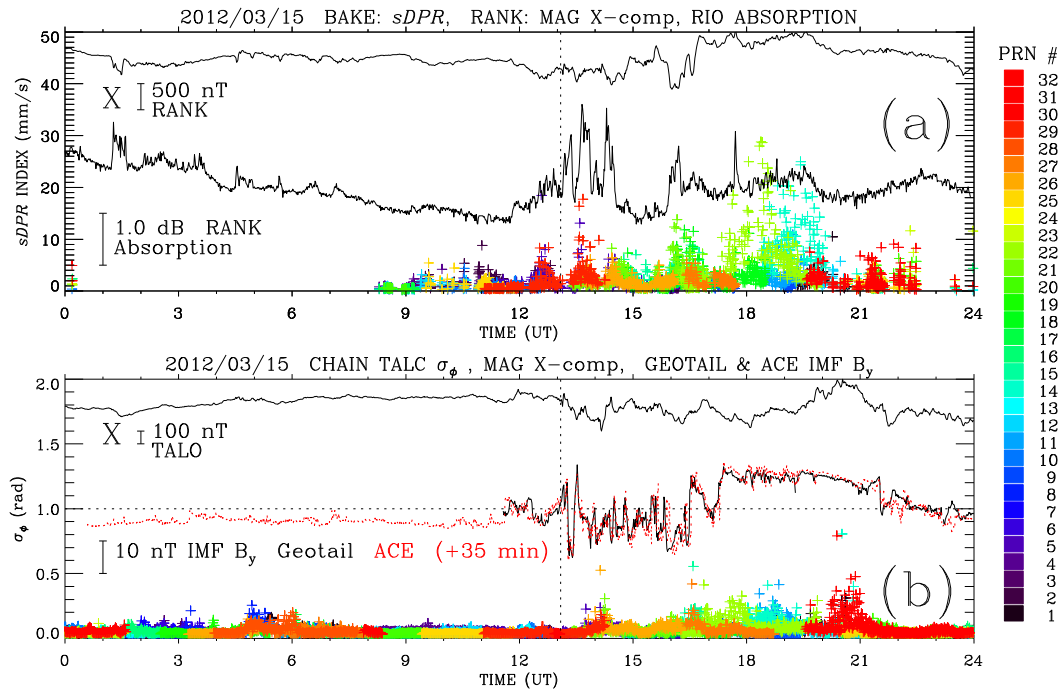 2012/03/15 BAKE: sDPR, RANK: MAG X-comp, RIO ABSORPTION
50
40
30
20
10
0
sDPR INDEX (mm/s)
X 500 nT
RANK
(a)
1.0 dB RANK
Absorption
0 3 6 9 12 15 18 21 24
TIME (UT)
2012/03/15 CHAIN TALC σϕ , MAG X-comp, GEOTAIL & ACE IMF By
2.0
1.5
1.0
0.5
0.0
σϕ (rad)
X 100 nT
TALO
10 nT IMF By Geotail ACE (+35 min)
(b)
0 3 6 9 12 15 18 21 24
TIME (UT)
PRN #
32
31
30
29
28
27
26
25
24
22
21
20
19
18
17
16
15
14
13
12
11
10
9
8
7
6
5
4
3
2
1